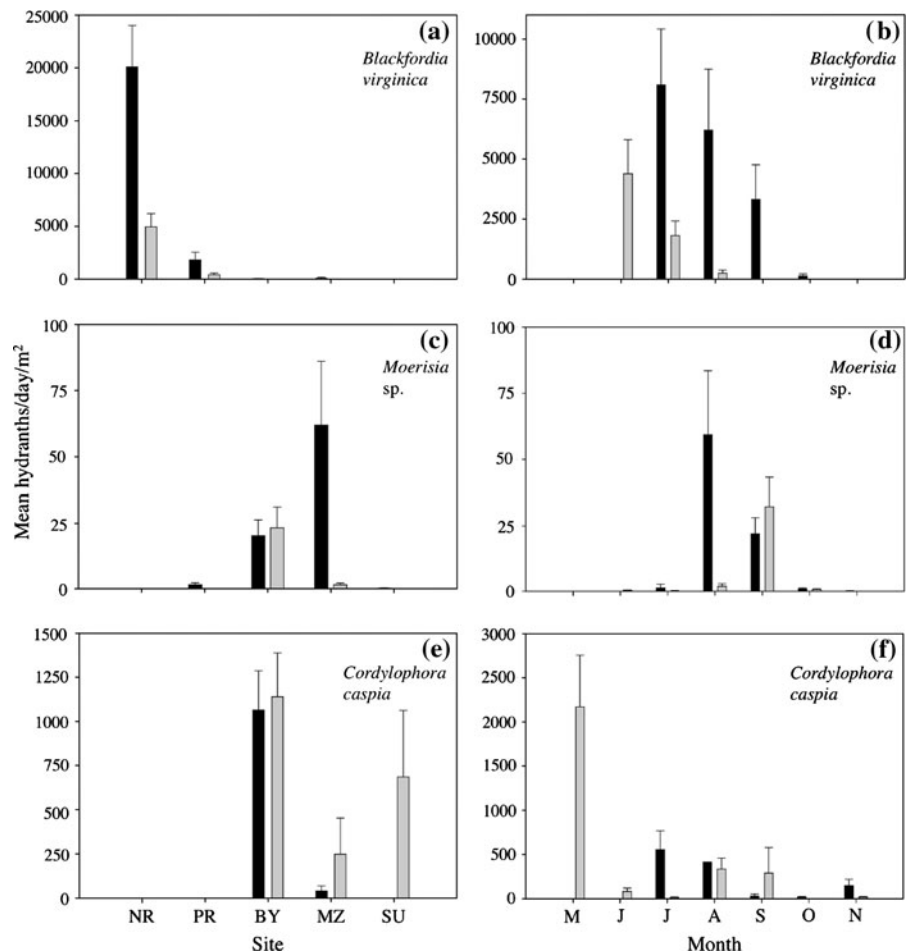 Mean hydranths/day/m²
25000
20000
15000
10000
5000
0
(a)
Blackfordia
virginica
10000
7500
5000
2500
0
(b)
Blackfordia
virginica
100
75
50
25
0
(c)
Moerisia
sp.
100
75
50
25
0
(d)
Moerisia
sp.
1500
1250
1000
750
500
250
0
(e)
Cordylophora
caspia
NR PR BY MZ SU
Site
3000
2500
2000
1500
1000
500
0
(f)
Cordylophora
caspia
M J J A S O N
Month